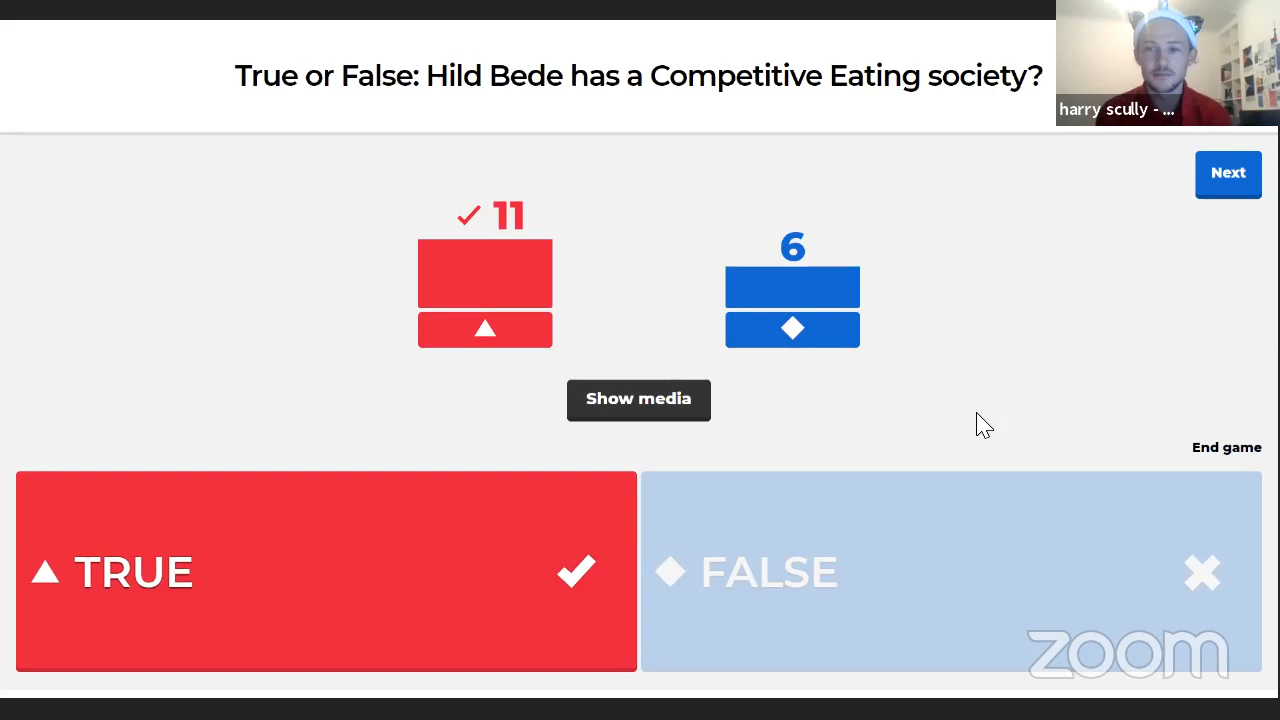 True or False: Hild Bede has a Competitive Eating society?
harry scully - ...
Next
11
6
Show media
End game
TRUE
FALSE
zoom